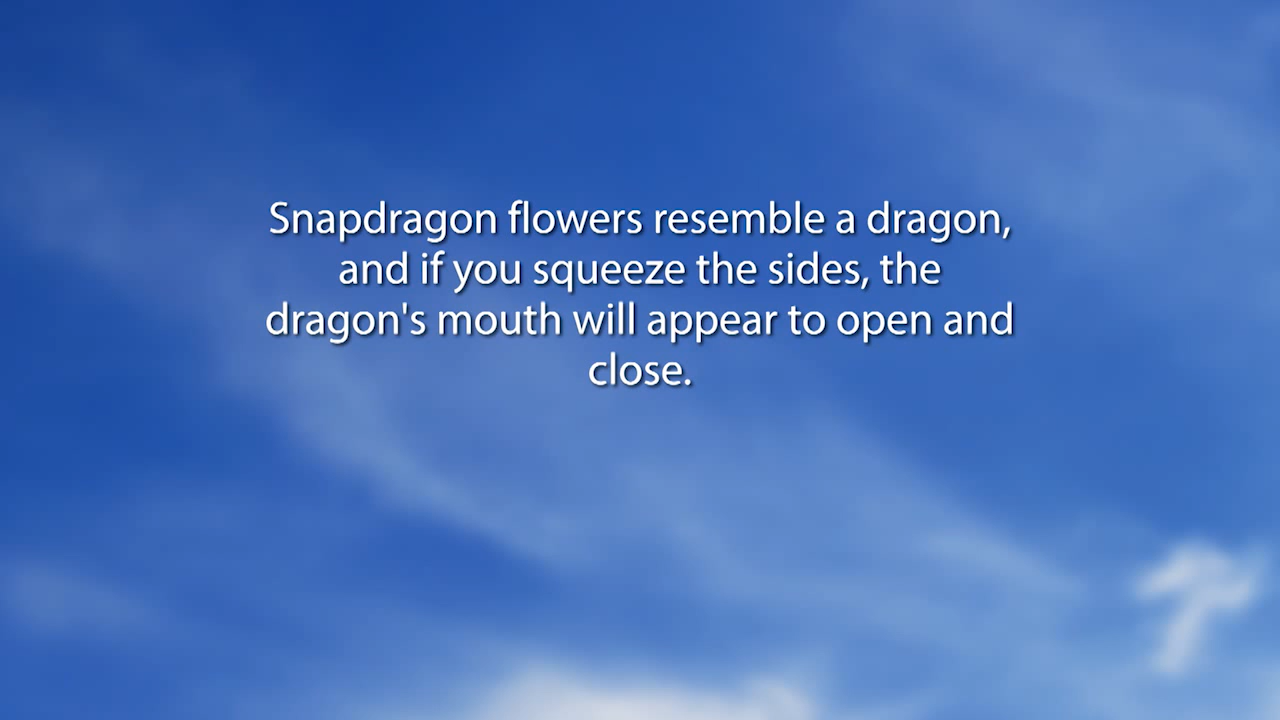 Snapdragon flowers resemble a dragon,
and if you squeeze the sides, the
dragon's mouth will appear to open and
close.